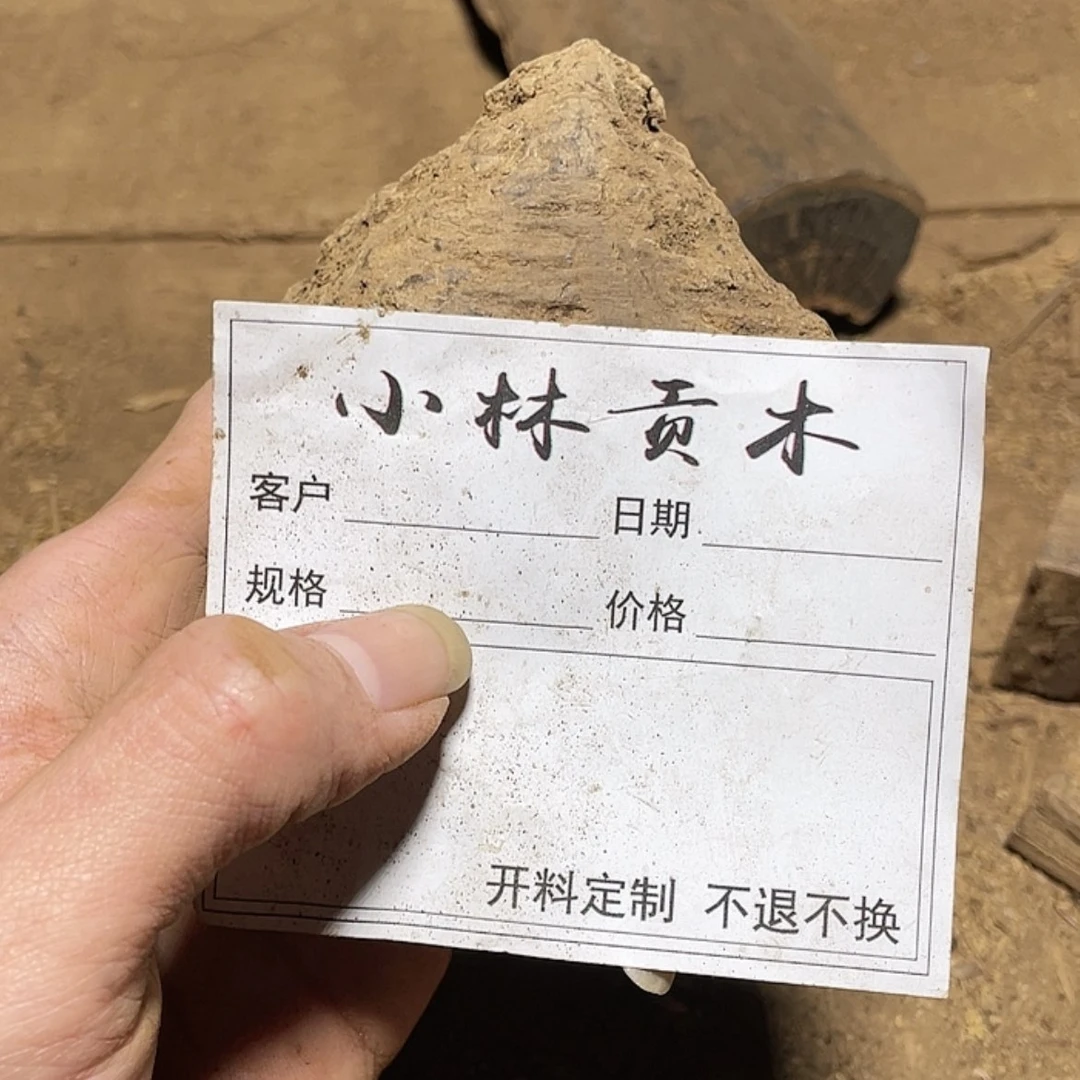 小林贡木
客户 日期
规格 价格
开料定制 不退不换